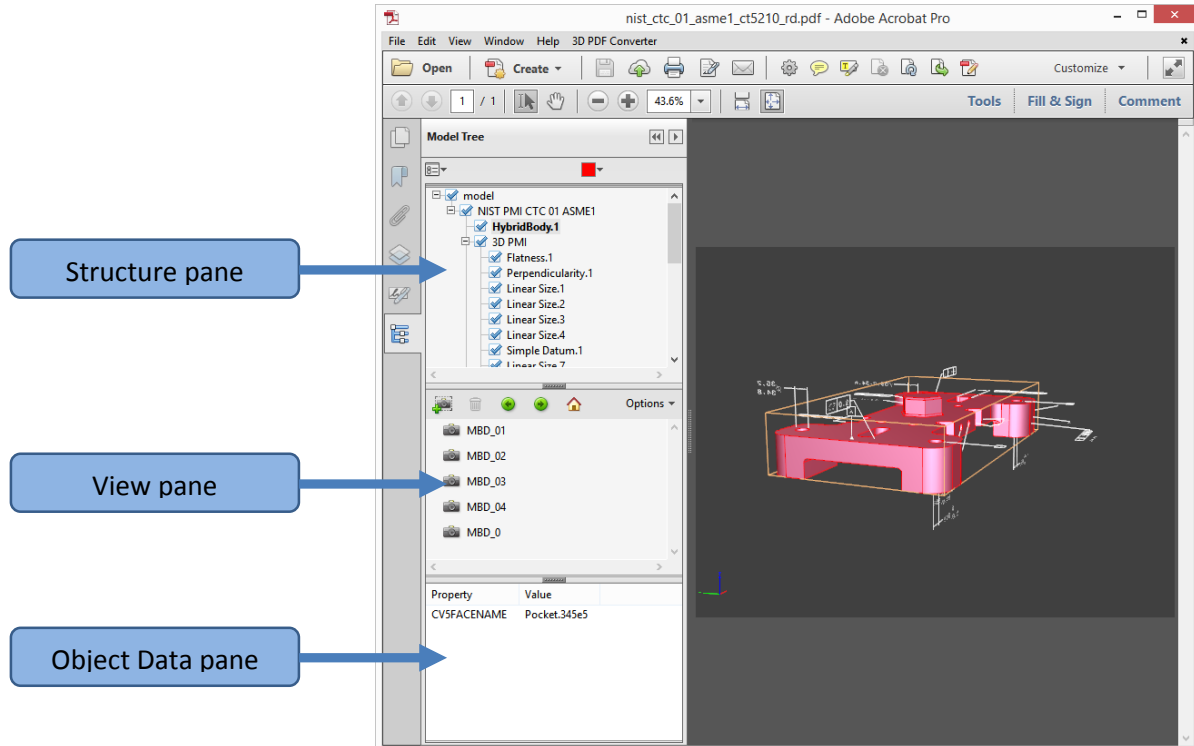 nist_ctc_01_asme1_ct5210_rd.pdf - Adobe Acrobat Pro
File Edit View Window Help 3D PDF Converter
Open Create Customize
1 / 1 43.6% Tools Fill & Sign Comment
Model Tree
model
NIST PMI CTC 01 ASME1
HybridBody.1
3D PMI
Flatness.1
Perpendicularity.1
Linear Size.1
Linear Size.2
Linear Size.3
Linear Size.4
Simple Datum.1
Linear Size.7
Structure pane
Options
MBD_01
MBD_02
MBD_03
MBD_04
MBD_0
View pane
Property Value
CV5FACENAME Pocket.345e5
Object Data pane